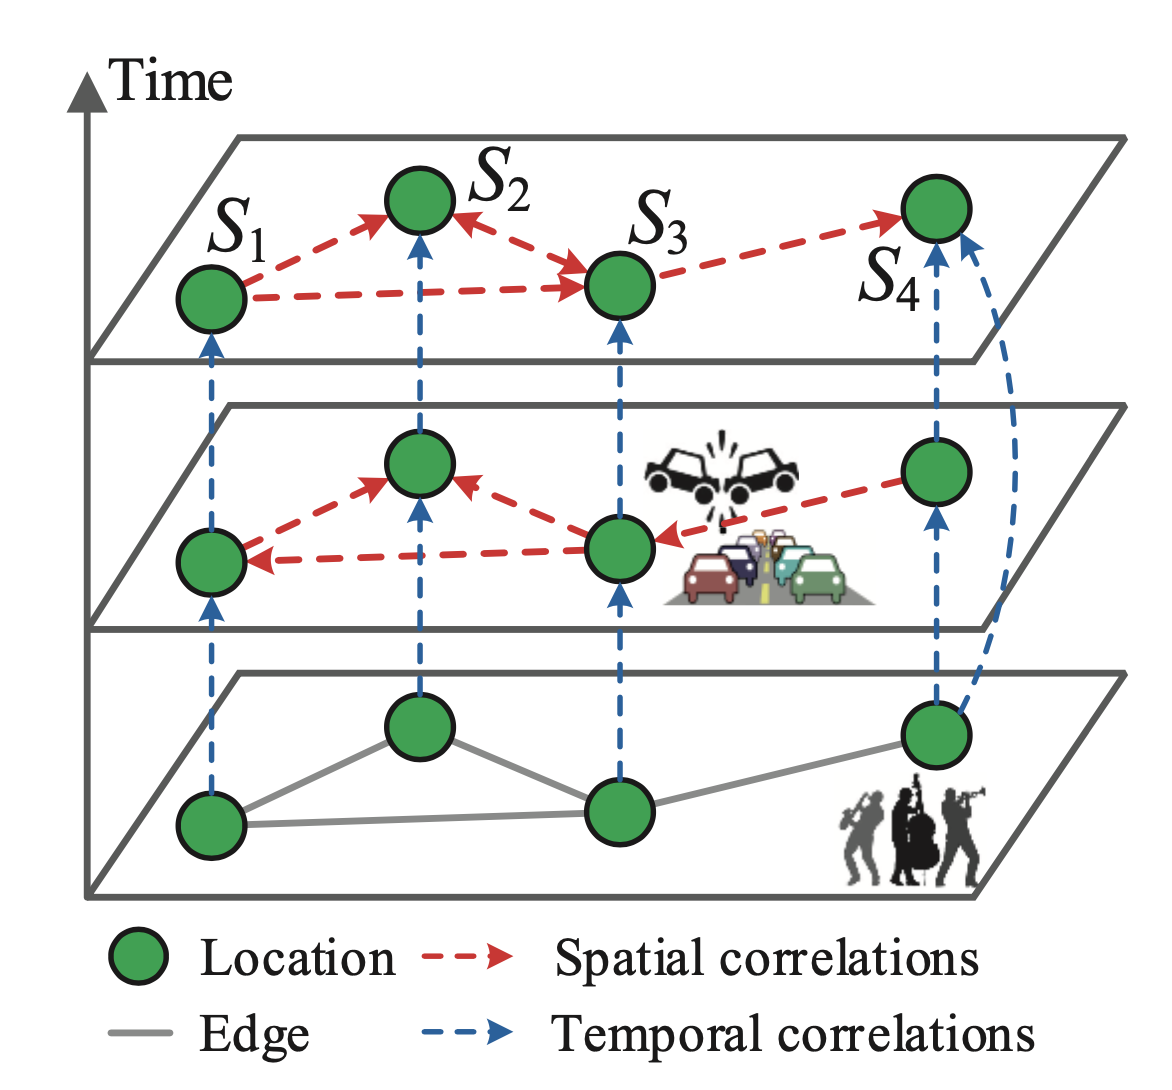 Time
S2
S1
S3
S4
Location
Spatial correlations
Edge
Temporal correlations